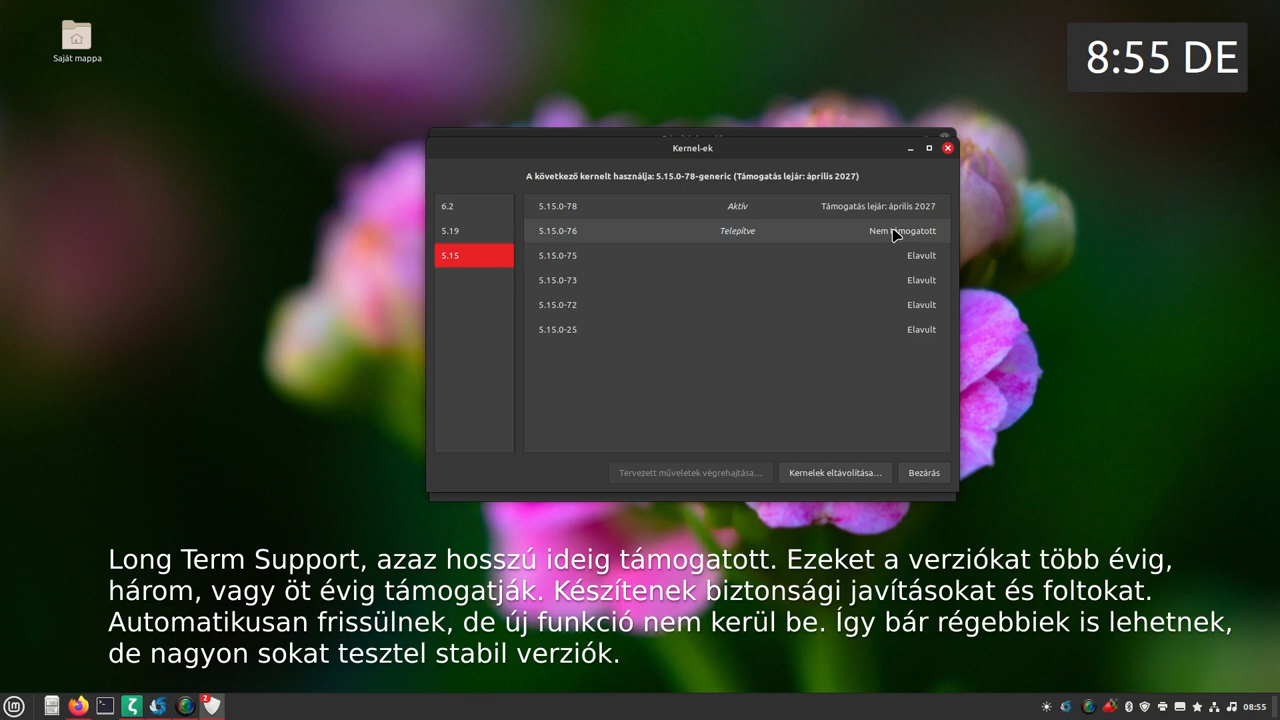 Saját mappa
8:55 DE
Kernel-ek
A következő kernelt használja: 5.15.0-78-generic (Támogatás lejár: április 2027)
6.2
5.19
5.15
5.15.0-78 Aktív Támogatás lejár: április 2027
5.15.0-76 Telepítve Nem támogatott
5.15.0-75 Elavult
5.15.0-73 Elavult
5.15.0-72 Elavult
5.15.0-25 Elavult
Tervezett műveletek végrehajtása...
Kernelek eltávolítása...
Bezárás
Long Term Support, azaz hosszú ideig támogatott. Ezeket a verziókat több évig,
három, vagy öt évig támogatják. Készítenek biztonsági javításokat és foltokat.
Automatikusan frissülnek, de új funkció nem kerül be. Így bár régebbiek is lehetnek,
de nagyon sokat tesztel stabil verziók.
2
08:55